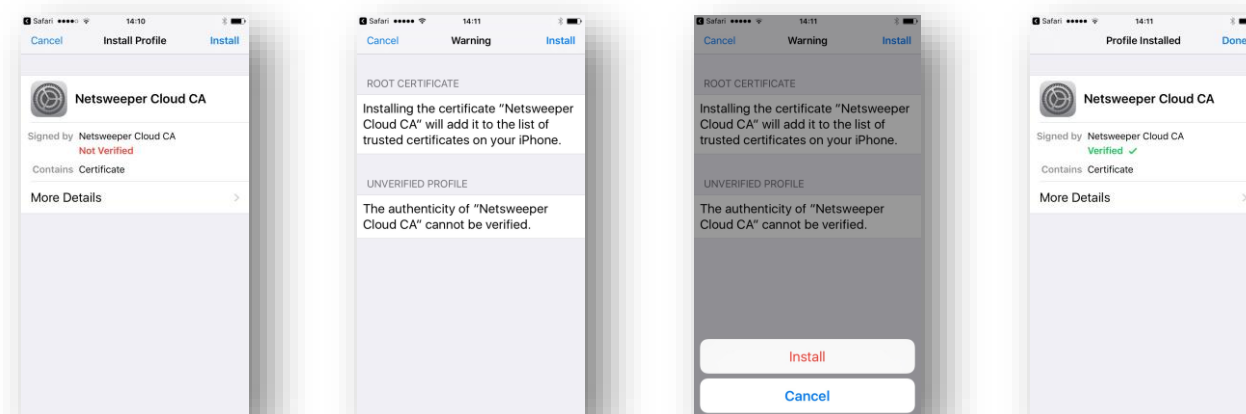 Safari 14:10
Cancel Install Profile Install
Netsweeper Cloud CA
Signed by Netsweeper Cloud CA
Not Verified
Contains Certificate
More Details
Safari 14:11
Cancel Warning Install
ROOT CERTIFICATE
Installing the certificate “Netsweeper
Cloud CA” will add it to the list of
trusted certificates on your iPhone.
UNVERIFIED PROFILE
The authenticity of “Netsweeper
Cloud CA” cannot be verified.
Safari 14:11
Cancel Warning Install
ROOT CERTIFICATE
Installing the certificate “Netsweeper
Cloud CA” will add it to the list of
trusted certificates on your iPhone.
UNVERIFIED PROFILE
The authenticity of “Netsweeper
Cloud CA” cannot be verified.
Install
Cancel
Safari 14:11
Profile Installed Done
Netsweeper Cloud CA
Signed by Netsweeper Cloud CA
Verified ✓
Contains Certificate
More Details